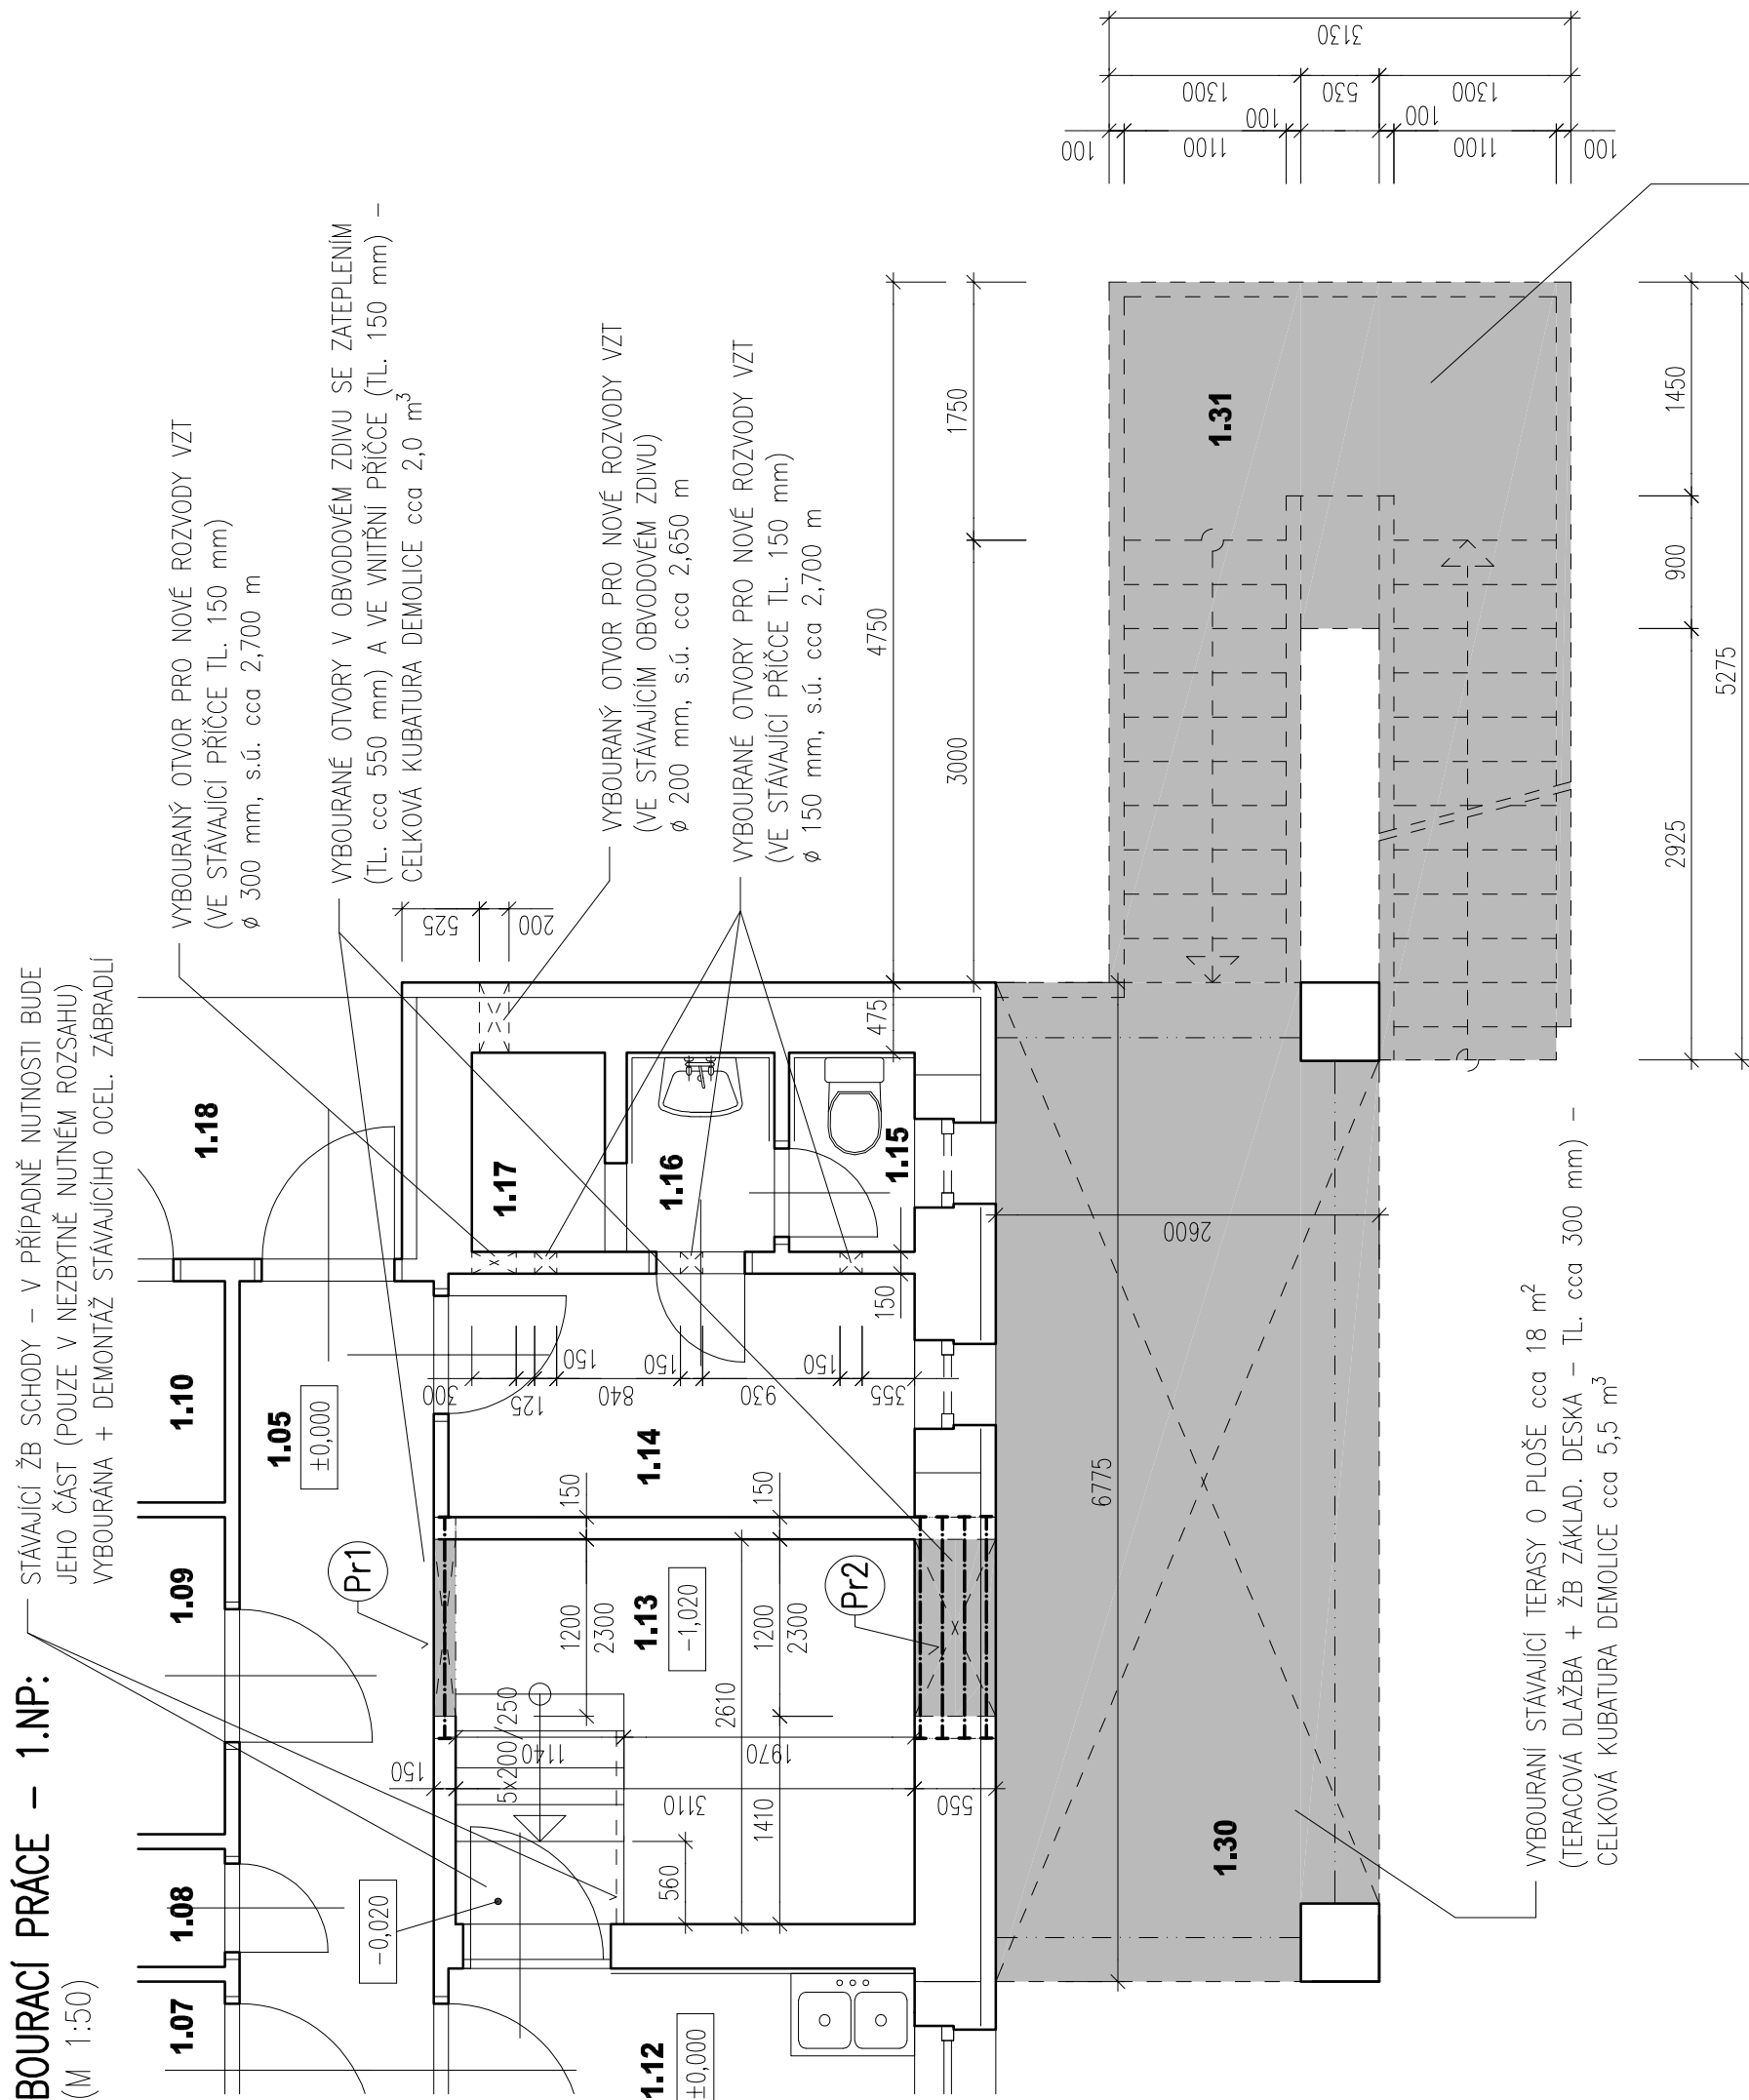 BOURACÍ PRÁCE – 1.NP:
(M 1:50)
STÁVAJÍCÍ ŽB SCHODY – V PŘÍPADNĚ NUTNOSTI BUDE
JEHO ČÁST (POUZE V NEZBYTNĚ NUTNÉM ROZSAHU)
VYBOURÁNA + DEMONTÁŽ STÁVAJÍCÍHO OCEL. ZÁBRADLÍ
VYBOURANÝ OTVOR PRO NOVÉ ROZVODY VZT
(VE STÁVAJÍCÍ PŘÍČCE TL. 150 mm)
ø 300 mm, s.ú. cca 2,700 m
VYBOURANÉ OTVORY V OBVODOVÉM ZDIVU SE ZATEPLENÍM
(TL. cca 550 mm) A VE VNITŘNÍ PŘÍČCE (TL. 150 mm) –
CELKOVÁ KUBATURA DEMOLICE cca 2,0 m³
VYBOURANÝ OTVOR PRO NOVÉ ROZVODY VZT
(VE STÁVAJÍCÍM OBVODOVÉM ZDIVU)
ø 200 mm, s.ú. cca 2,650 m
VYBOURANÉ OTVORY PRO NOVÉ ROZVODY VZT
(VE STÁVAJÍCÍ PŘÍČCE TL. 150 mm)
ø 150 mm, s.ú. cca 2,700 m
1.07
1.08
1.09
1.10
1.18
-0,020
1.05
±0,000
Pr1
525
200
1.17
1.16
1.15
475
4750
3000
1750
150
1140
5x200/250
3110
1970
550
560
1410
2610
1200
2300
1.13
-1,020
1200
2300
Pr2
150
150
1.14
300
125
150
840
150
930
150
355
150
1.12
±0,000
1.30
6775
2600
1.31
100
1100
100
1300
530
3130
100
1100
100
1300
2925
900
1450
5275
VYBOURANÍ STÁVAJÍCÍ TERASY O PLOŠE cca 18 m²
(TERACOVÁ DLAŽBA + ŽB ZÁKLAD. DESKA – TL. cca 300 mm) –
CELKOVÁ KUBATURA DEMOLICE cca 5,5 m³